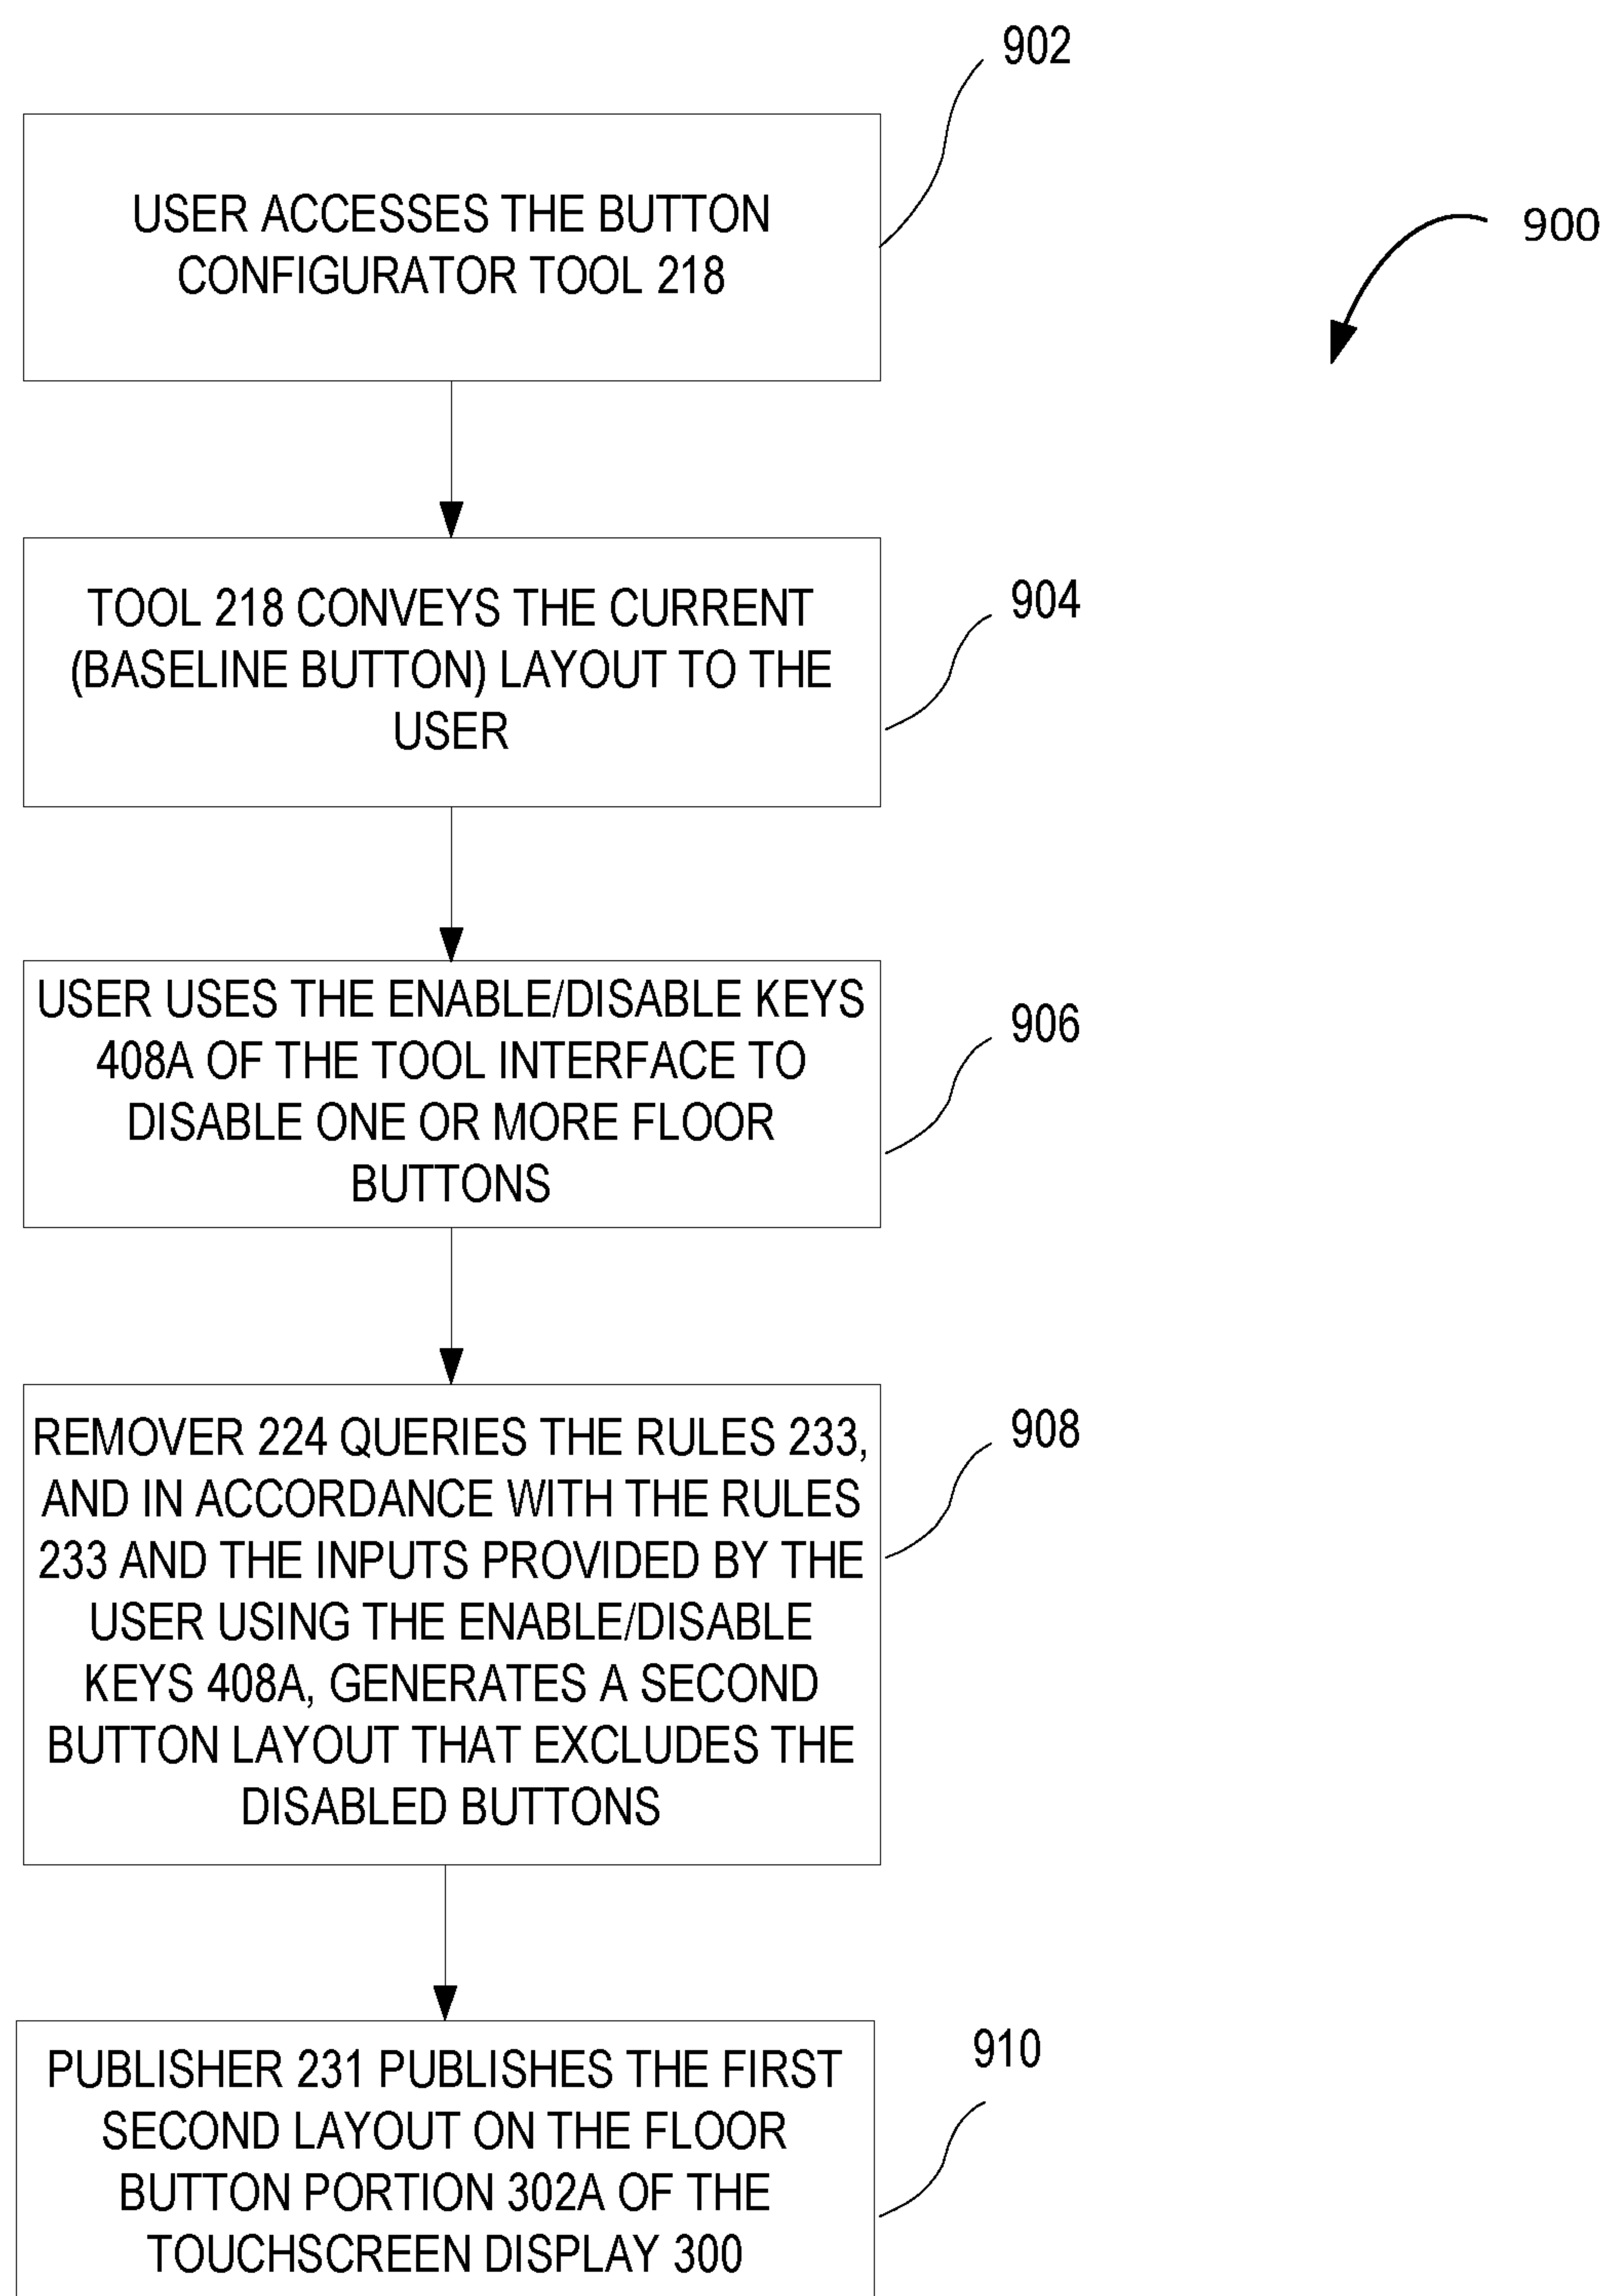 902
USER ACCESSES THE BUTTON
CONFIGURATOR TOOL 218
900
TOOL 218 CONVEYS THE CURRENT
(BASELINE BUTTON) LAYOUT TO THE
USER
904
USER USES THE ENABLE/DISABLE KEYS
408A OF THE TOOL INTERFACE TO
DISABLE ONE OR MORE FLOOR
BUTTONS
906
REMOVER 224 QUERIES THE RULES 233,
AND IN ACCORDANCE WITH THE RULES
233 AND THE INPUTS PROVIDED BY THE
USER USING THE ENABLE/DISABLE
KEYS 408A, GENERATES A SECOND
BUTTON LAYOUT THAT EXCLUDES THE
DISABLED BUTTONS
908
PUBLISHER 231 PUBLISHES THE FIRST
SECOND LAYOUT ON THE FLOOR
BUTTON PORTION 302A OF THE
TOUCHSCREEN DISPLAY 300
910